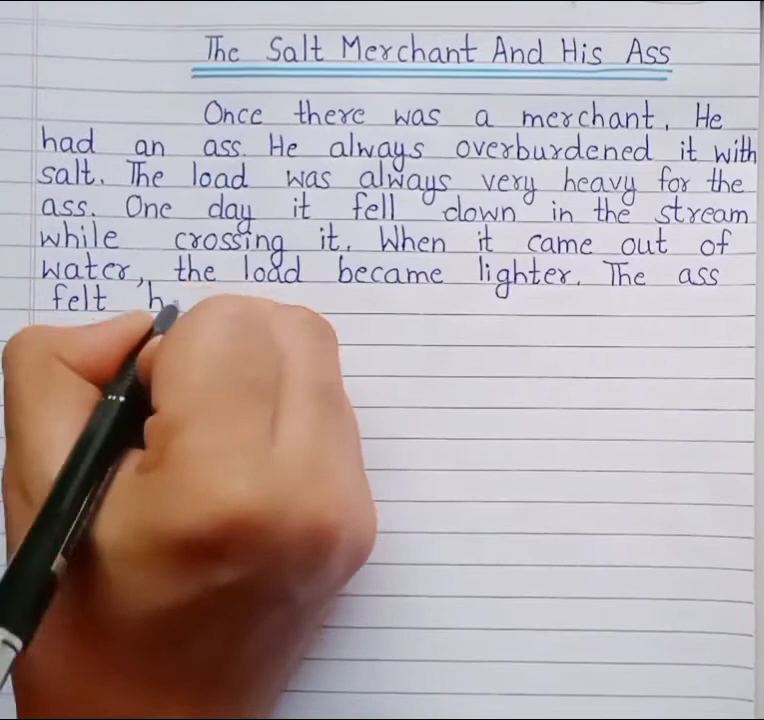 The Salt Merchant And His Ass
Once there was a merchant. He
had an ass. He always overburdened it with
salt. The load was always very heavy for the
ass. One day it fell down in the stream
while crossing it. When it came out of
water, the load became lighter. The ass
felt